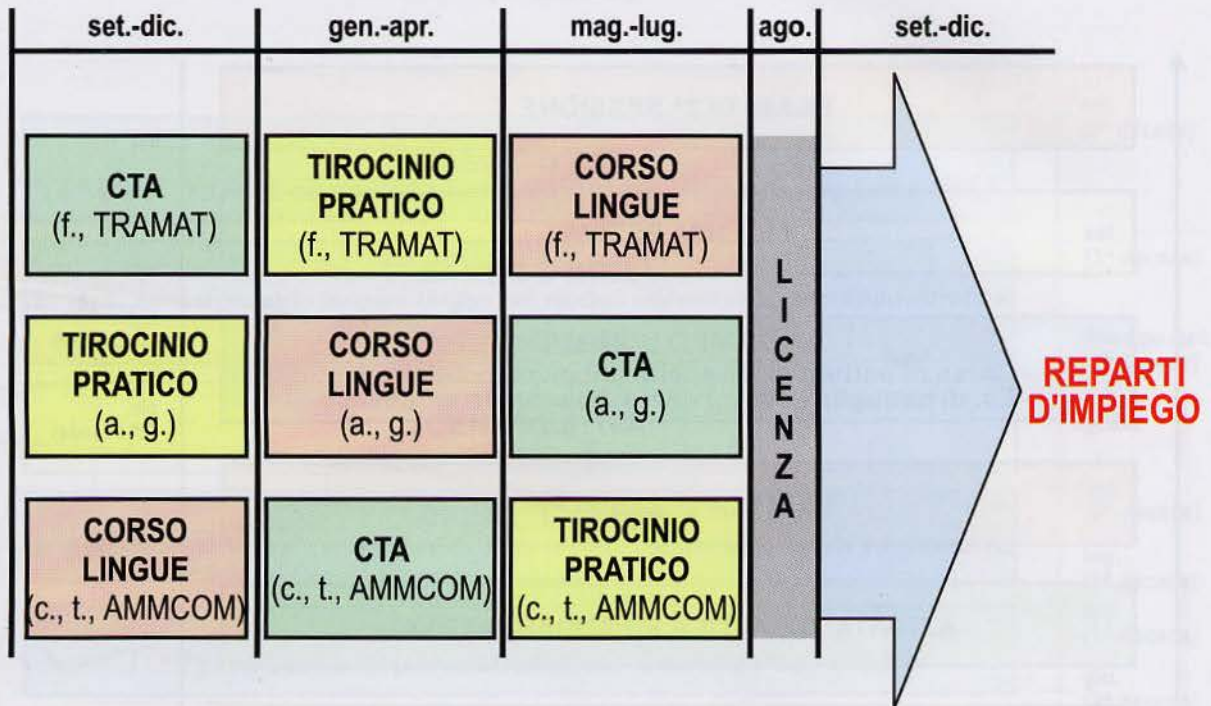 set.-dic.
gen.-apr.
mag.-lug.
ago.
set.-dic.
CTA
(f., TRAMAT)
TIROCINIO
PRATICO
(f., TRAMAT)
CORSO
LINGUE
(f., TRAMAT)
TIROCINIO
PRATICO
(a., g.)
CORSO
LINGUE
(a., g.)
CTA
(a., g.)
CORSO
LINGUE
(c., t., AMMCOM)
CTA
(c., t., AMMCOM)
TIROCINIO
PRATICO
(c., t., AMMCOM)
LICENZA
REPARTI
D'IMPIEGO